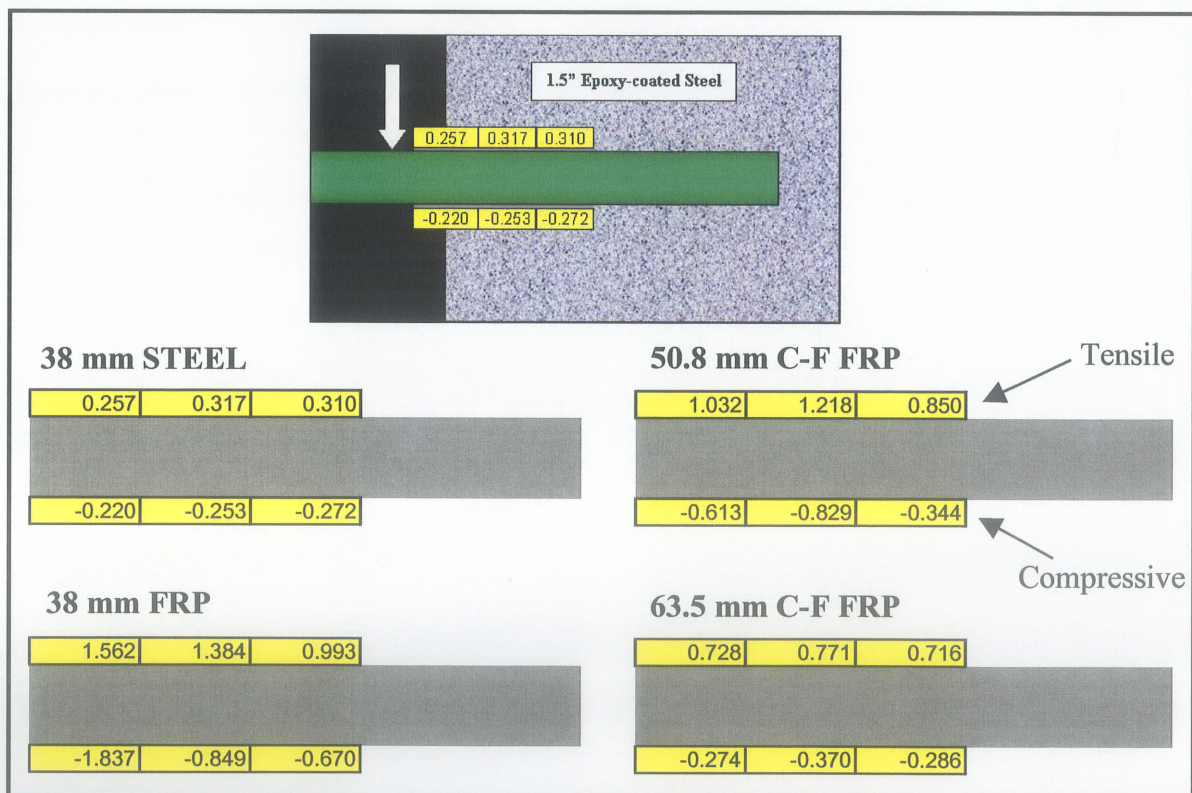 1.5" Epoxy-coated Steel
0.257 0.317 0.310
-0.220 -0.253 -0.272
38 mm STEEL
0.257 0.317 0.310
-0.220 -0.253 -0.272
50.8 mm C-F FRP
Tensile
1.032 1.218 0.850
-0.613 -0.829 -0.344
Compressive
38 mm FRP
1.562 1.384 0.993
-1.837 -0.849 -0.670
63.5 mm C-F FRP
0.728 0.771 0.716
-0.274 -0.370 -0.286